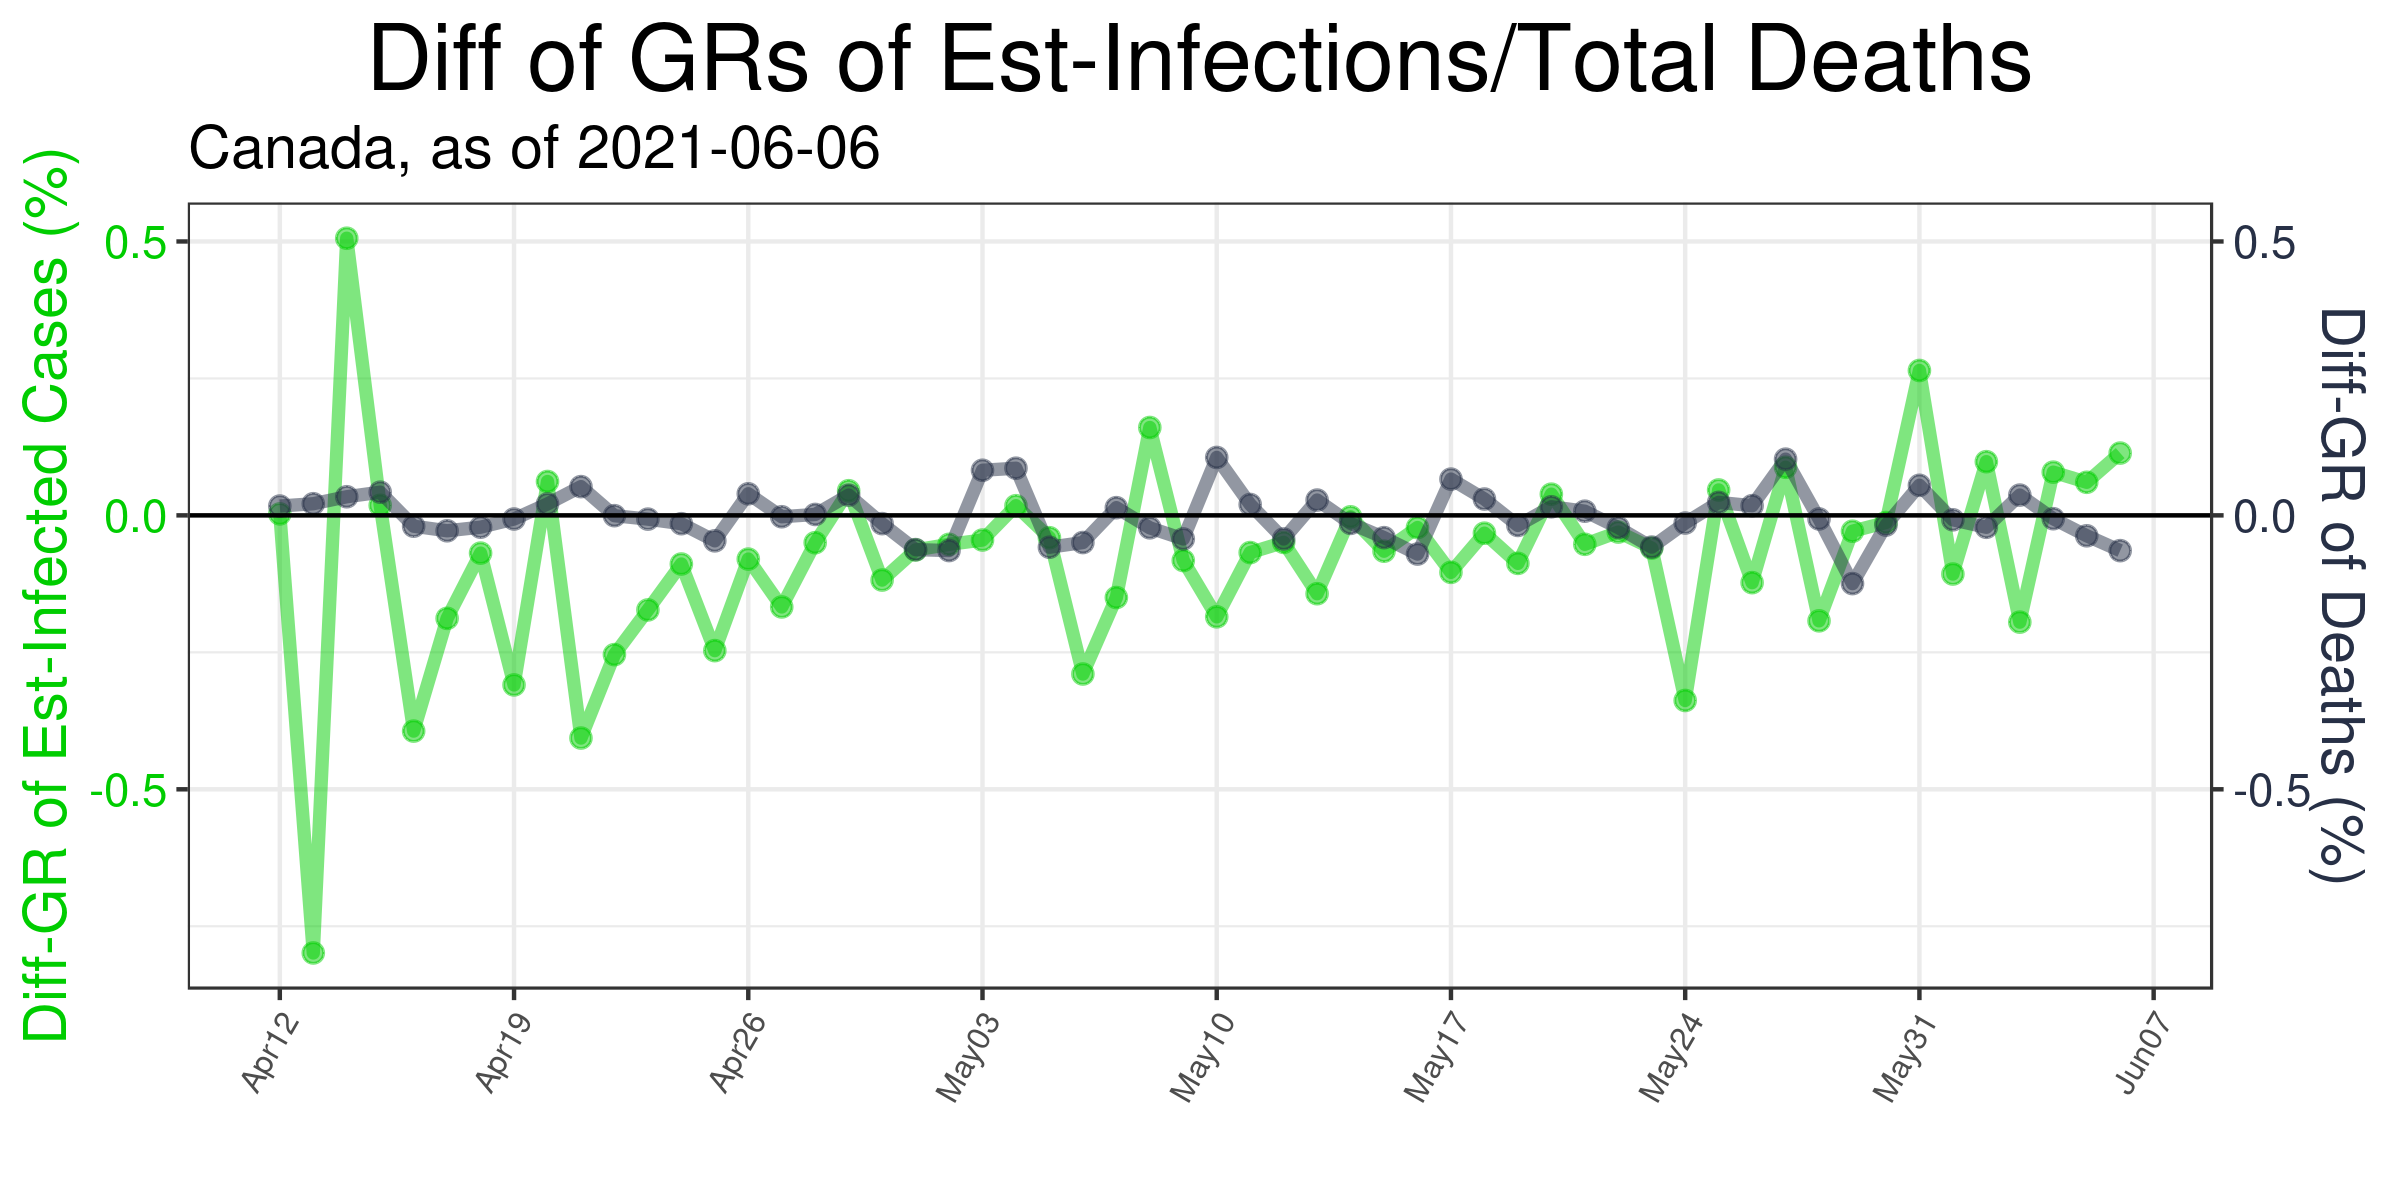 Diff of GRs of Est-Infections/Total Deaths
Canada, as of 2021-06-06
Diff-GR of Est-Infected Cases (%)
0.5
0.0
-0.5
0.5
0.0
-0.5
Diff-GR of Deaths (%)
Apr12
Apr19
Apr26
May03
May10
May17
May24
May31
Jun07